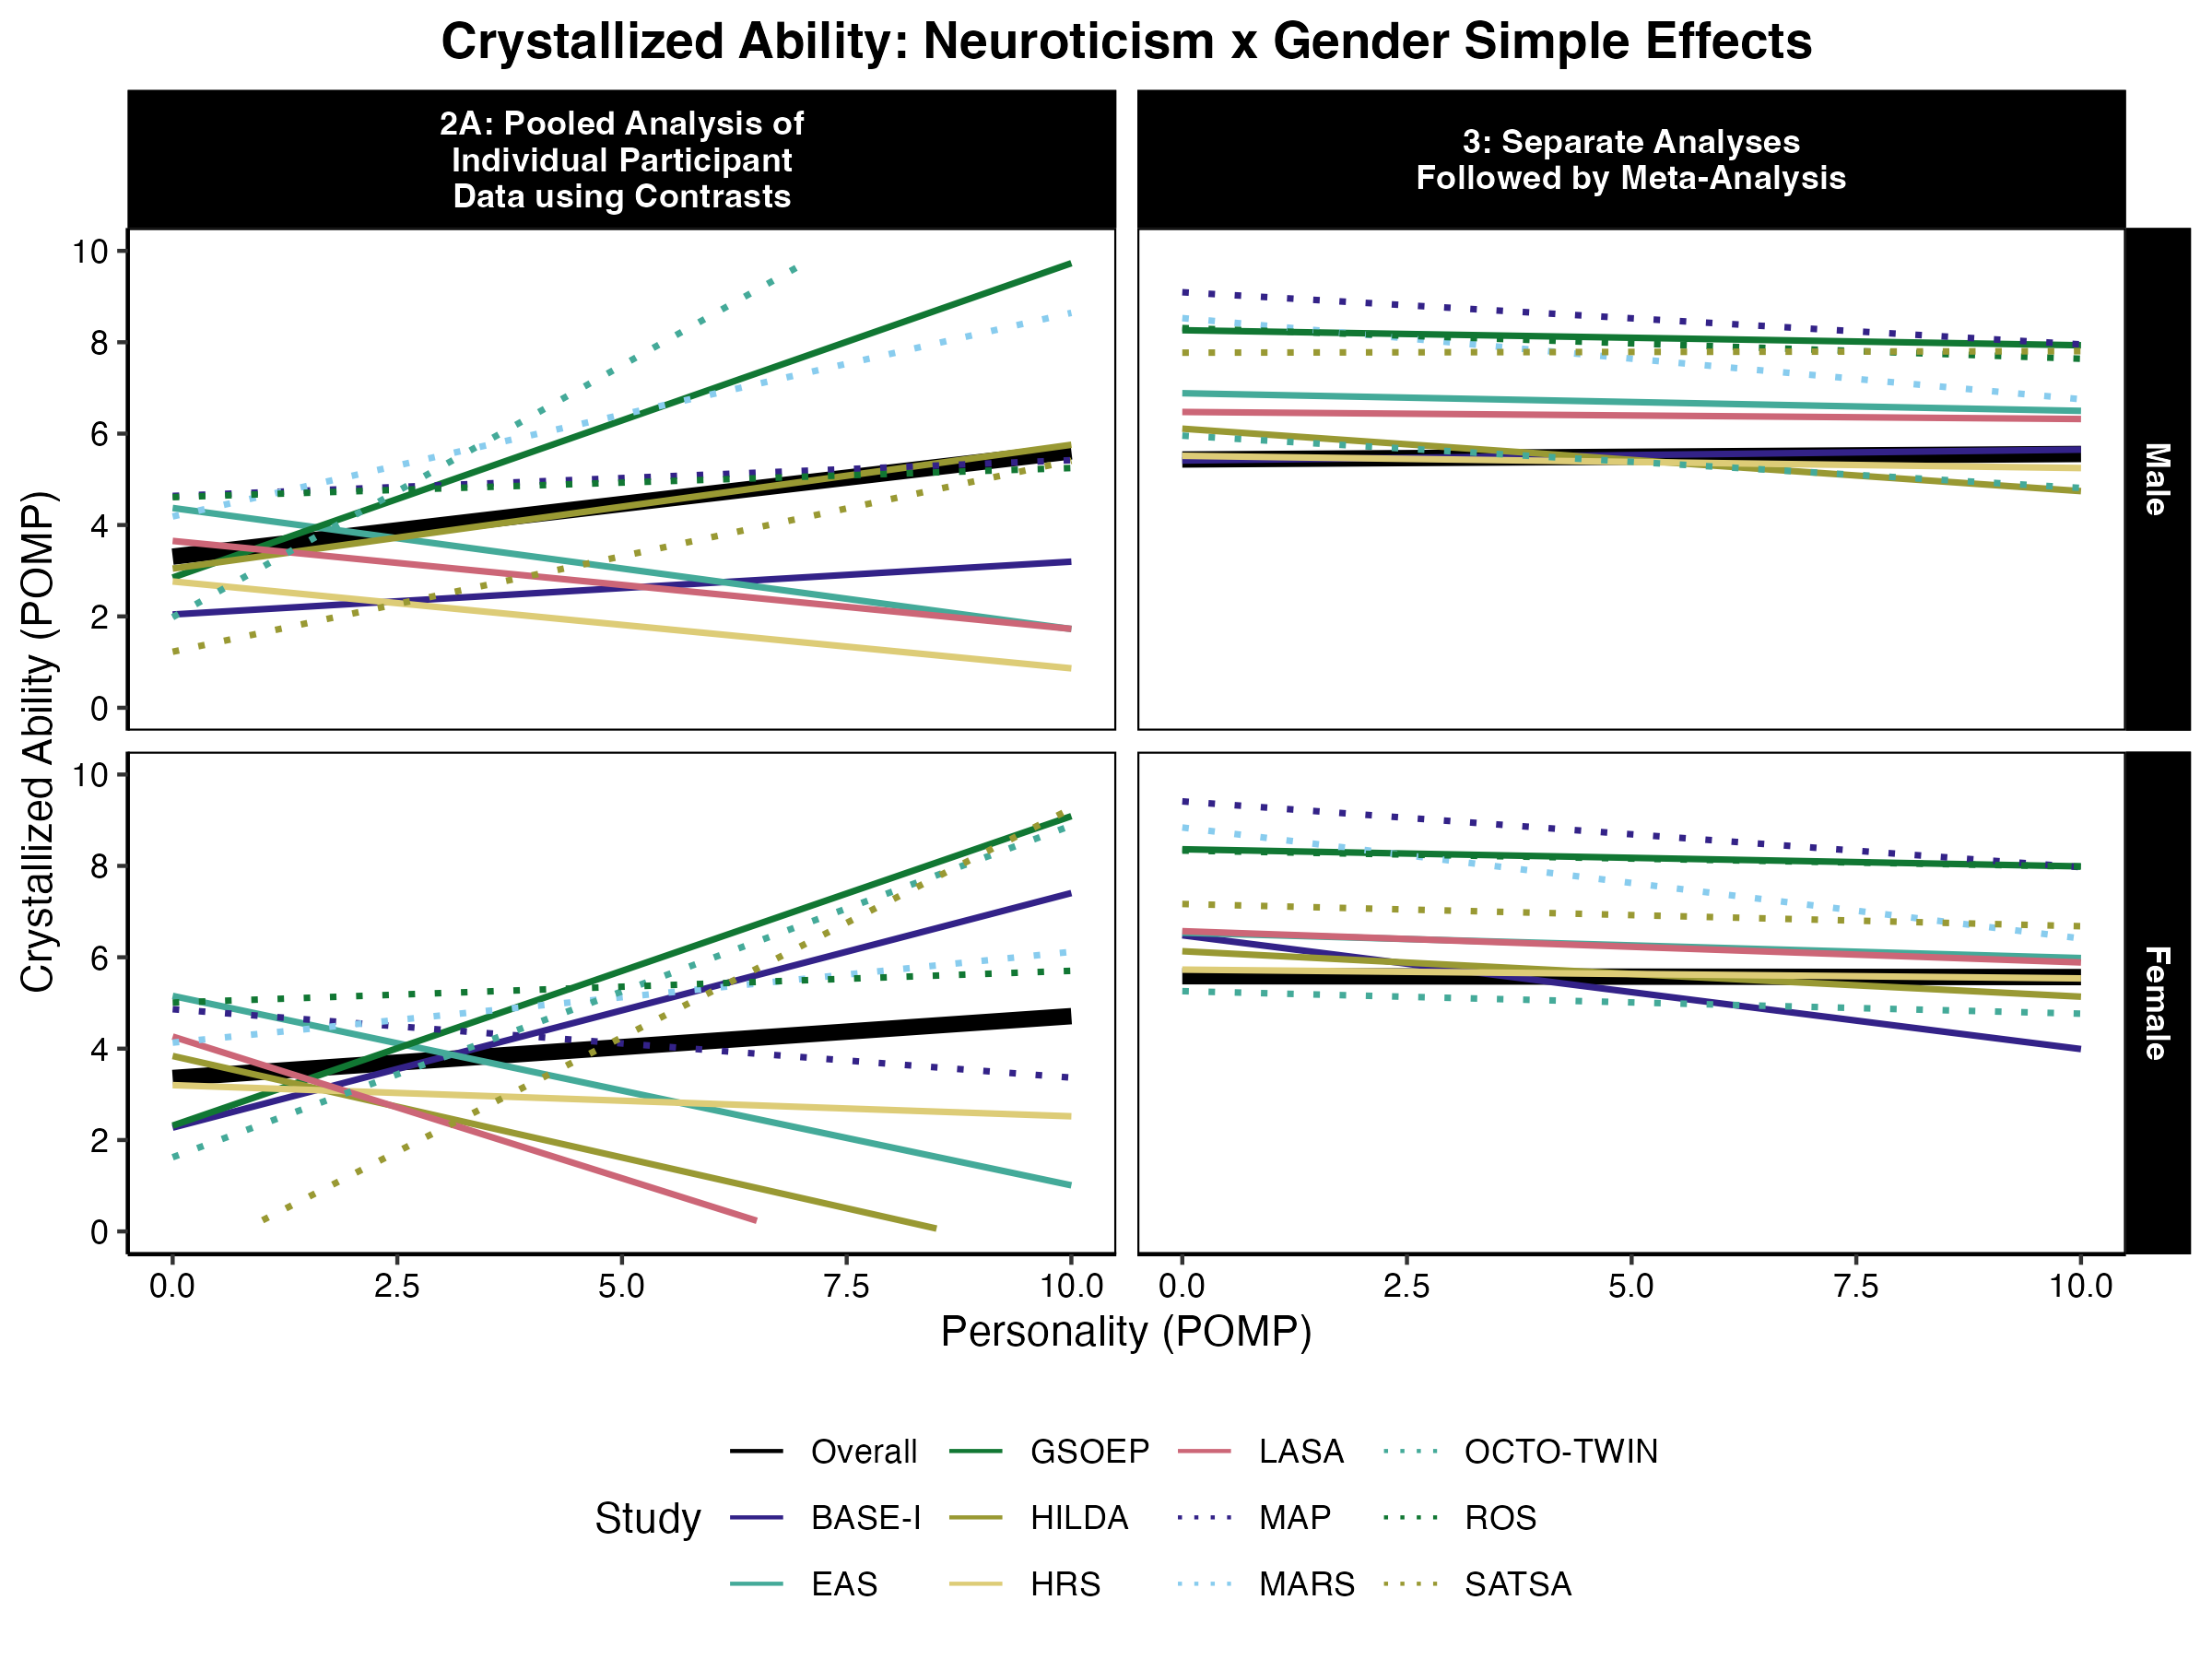 Crystallized Ability: Neuroticism x Gender Simple Effects
2A: Pooled Analysis of
Individual Participant
Data using Contrasts
3: Separate Analyses
Followed by Meta-Analysis
Crystallized Ability (POMP)
10
8
6
4
2
0
Male
10
8
6
4
2
0
Female
0.0 2.5 5.0 7.5 10.0 0.0 2.5 5.0 7.5 10.0
Personality (POMP)
Study
Overall GSOEP LASA OCTO-TWIN
BASE-I HILDA MAP ROS
EAS HRS MARS SATSA